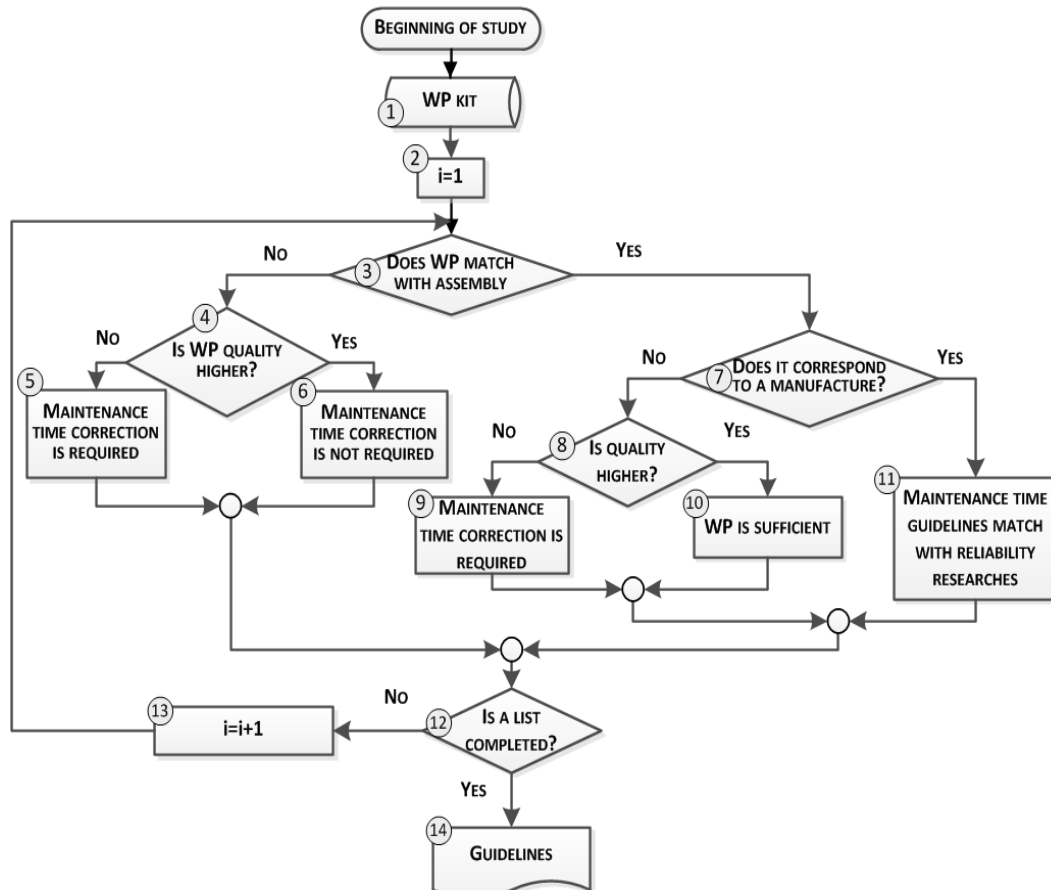 BEGINNING OF STUDY
WP KIT
1
2
i=1
NO
YES
3
DOES WP MATCH
WITH ASSEMBLY
4
NO
YES
IS WP QUALITY
HIGHER?
NO
YES
7
DOES IT CORRESPOND
TO A MANUFACTURE?
5
6
MAINTENANCE
TIME CORRECTION
IS REQUIRED
MAINTENANCE
TIME CORRECTION
IS NOT REQUIRED
NO
YES
8
IS QUALITY
HIGHER?
9
MAINTENANCE
TIME CORRECTION IS
REQUIRED
10
WP IS SUFFICIENT
11
MAINTENANCE TIME
GUIDELINES MATCH
WITH RELIABILITY
RESEARCHES
NO
12
IS A LIST
COMPLETED?
13
i=i+1
YES
14
GUIDELINES